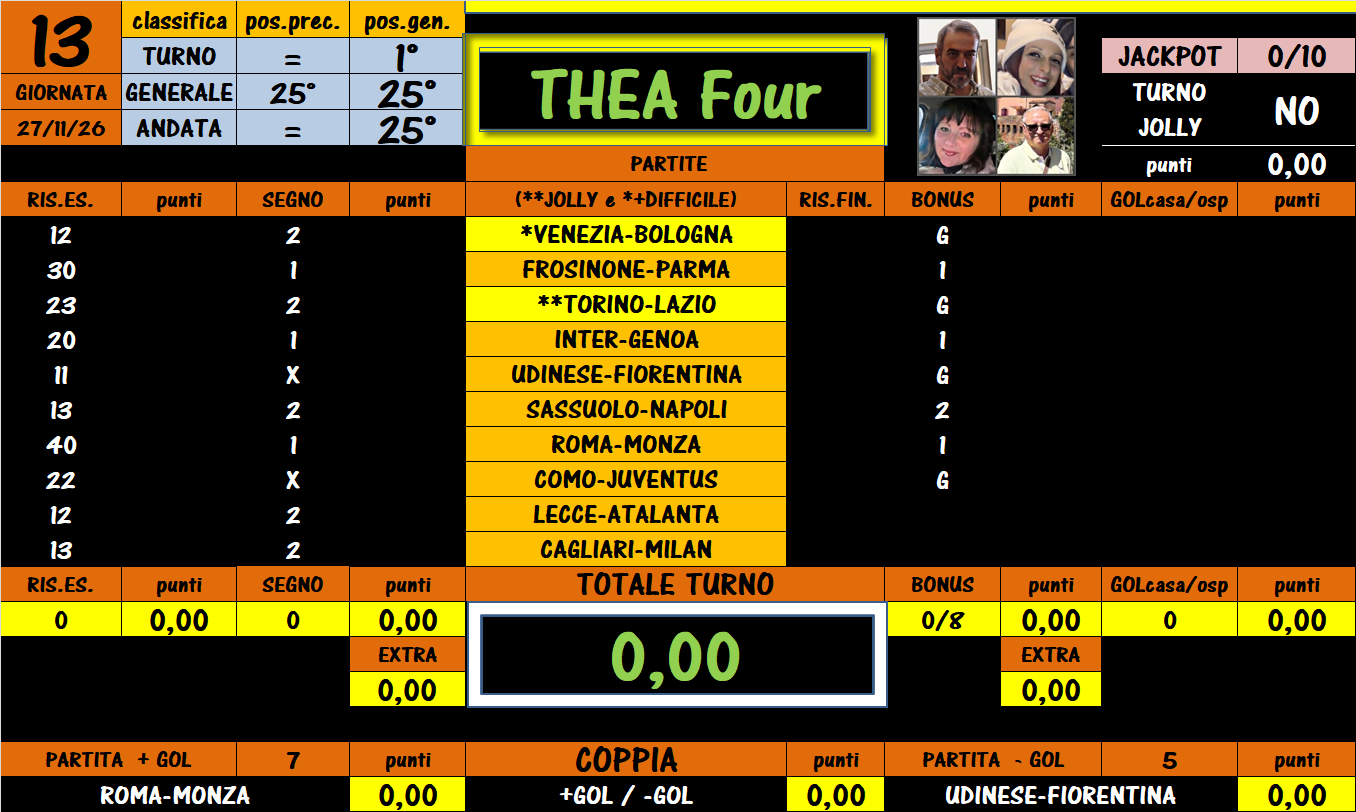 13 classifica pos.prec. pos.gen.
TURNO = 1°
GIORNATA GENERALE 25° 25°
27/11/26 ANDATA = 25°
THEA Four
JACKPOT 0/10
TURNO JOLLY NO
punti 0,00
PARTITE
RIS.ES. punti SEGNO punti (**JOLLY e *+DIFFICILE) RIS.FIN. BONUS punti GOLcasa/osp punti
12 2 *VENEZIA-BOLOGNA G
30 1 FROSINONE-PARMA 1
23 2 **TORINO-LAZIO G
20 1 INTER-GENOA 1
11 X UDINESE-FIORENTINA G
13 2 SASSUOLO-NAPOLI 2
40 1 ROMA-MONZA 1
22 X COMO-JUVENTUS G
12 2 LECCE-ATALANTA
13 2 CAGLIARI-MILAN
RIS.ES. punti SEGNO punti TOTALE TURNO BONUS punti GOLcasa/osp punti
0 0,00 0 0,00 0,00 0/8 0,00 0 0,00
EXTRA EXTRA
0,00 0,00
PARTITA + GOL 7 punti COPPIA punti PARTITA - GOL 5 punti
ROMA-MONZA 0,00 +GOL / -GOL 0,00 UDINESE-FIORENTINA 0,00